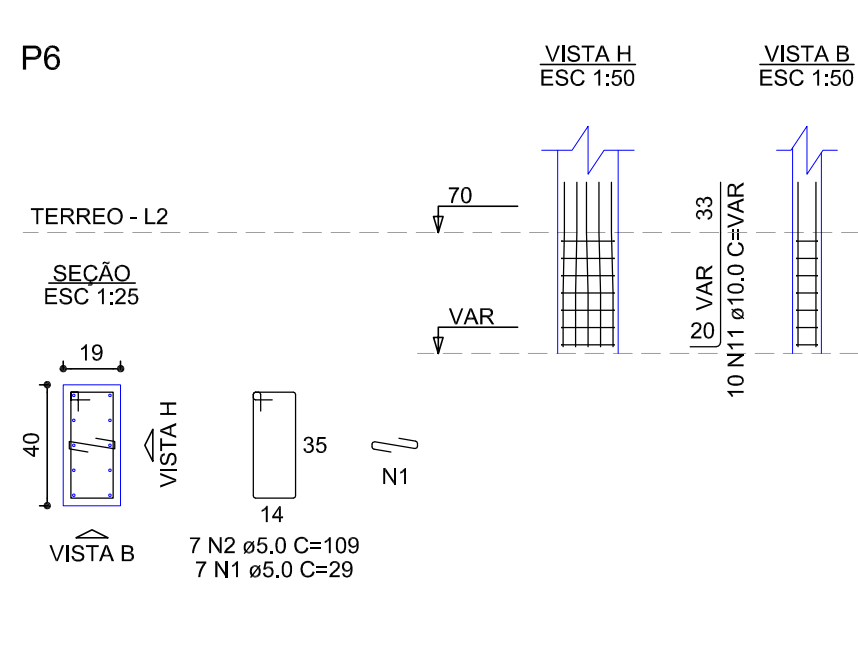 P6
VISTA H
ESC 1:50
VISTA B
ESC 1:50
TERREO - L2
70
33
VAR
20
10 N11 ø10.0 C=VAR
SEÇÃO
ESC 1:25
VAR
19
40
VISTA H
VISTA B
35
14
N1
7 N2 ø5.0 C=109
7 N1 ø5.0 C=29